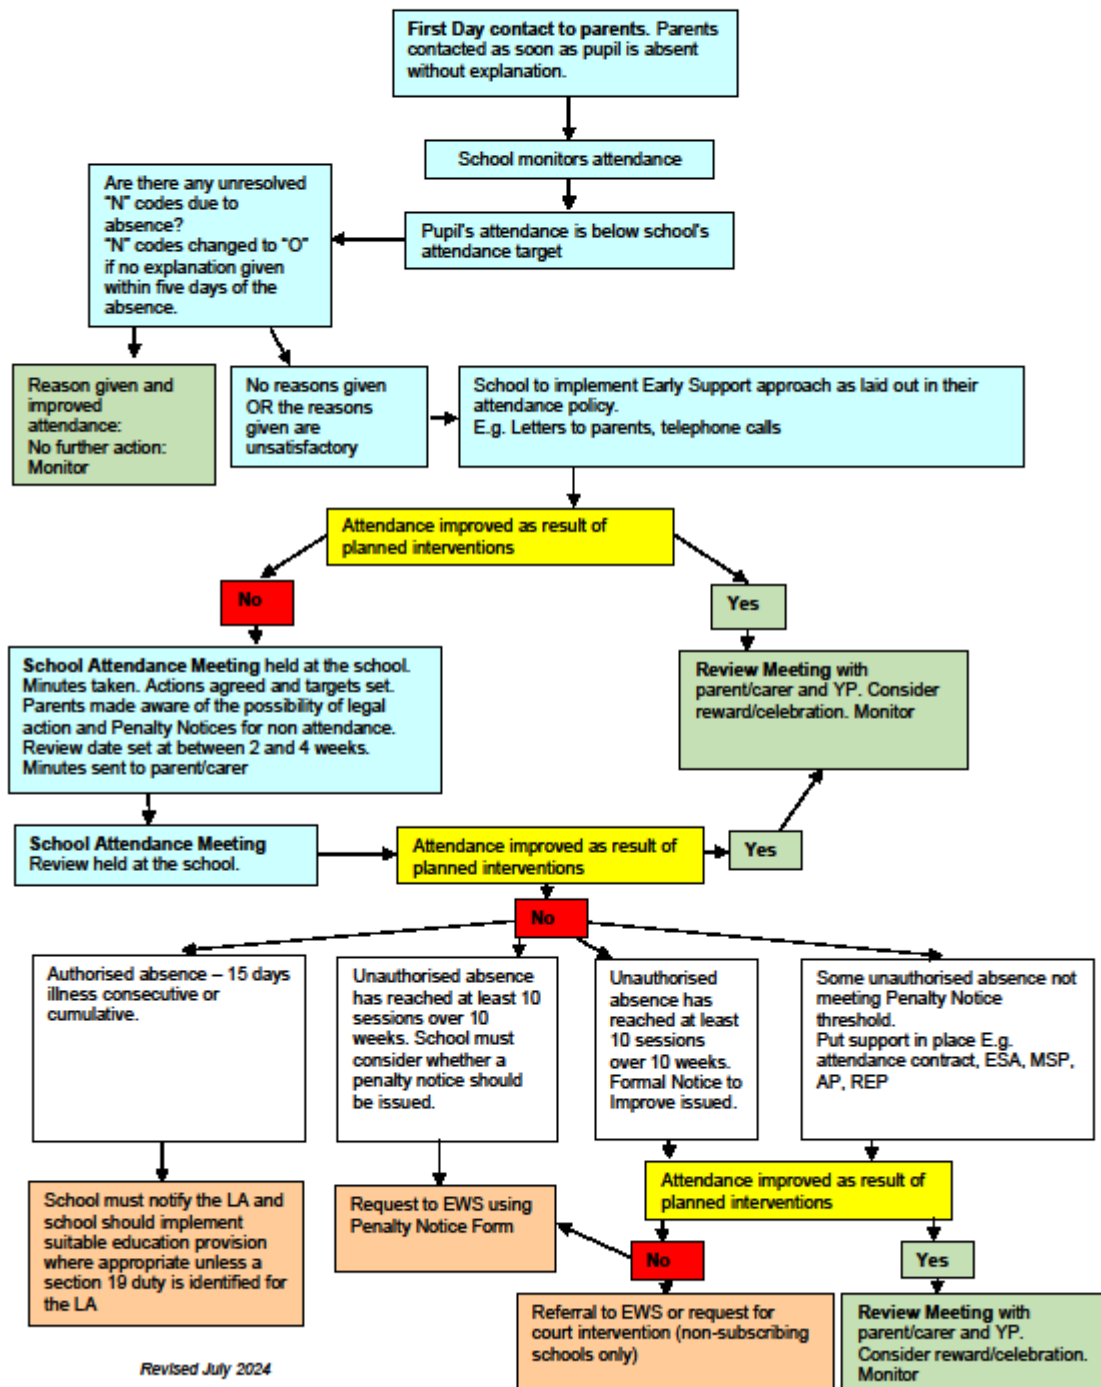 First Day contact to parents. Parents
contacted as soon as pupil is absent
without explanation.
School monitors attendance
Are there any unresolved
“N” codes due to
absence?
“N” codes changed to “O”
if no explanation given
within five days of the
absence.
Pupil's attendance is below school's
attendance target
Reason given and
improved
attendance:
No further action:
Monitor
No reasons given
OR the reasons
given are
unsatisfactory
School to implement Early Support approach as laid out in their
attendance policy.
E.g. Letters to parents, telephone calls
Attendance improved as result of
planned interventions
No
Yes
School Attendance Meeting held at the school.
Minutes taken. Actions agreed and targets set.
Parents made aware of the possibility of legal
action and Penalty Notices for non attendance.
Review date set at between 2 and 4 weeks.
Minutes sent to parent/carer
Review Meeting with
parent/carer and YP. Consider
reward/celebration. Monitor
School Attendance Meeting
Review held at the school.
Attendance improved as result of
planned interventions
Yes
No
Authorised absence – 15 days
illness consecutive or
cumulative.
Unauthorised absence
has reached at least 10
sessions over 10
weeks. School must
consider whether a
penalty notice should
be issued.
Unauthorised
absence has
reached at least
10 sessions
over 10 weeks.
Formal Notice to
Improve issued.
Some unauthorised absence not
meeting Penalty Notice
threshold.
Put support in place E.g.
attendance contract, ESA, MSP,
AP, REP
School must notify the LA and
school should implement
suitable education provision
where appropriate unless a
section 19 duty is identified for
the LA
Request to EWS using
Penalty Notice Form
Attendance improved as result of
planned interventions
No
Yes
Referral to EWS or request for
court intervention (non-subscribing
schools only)
Review Meeting with
parent/carer and YP.
Consider reward/celebration.
Monitor
Revised July 2024